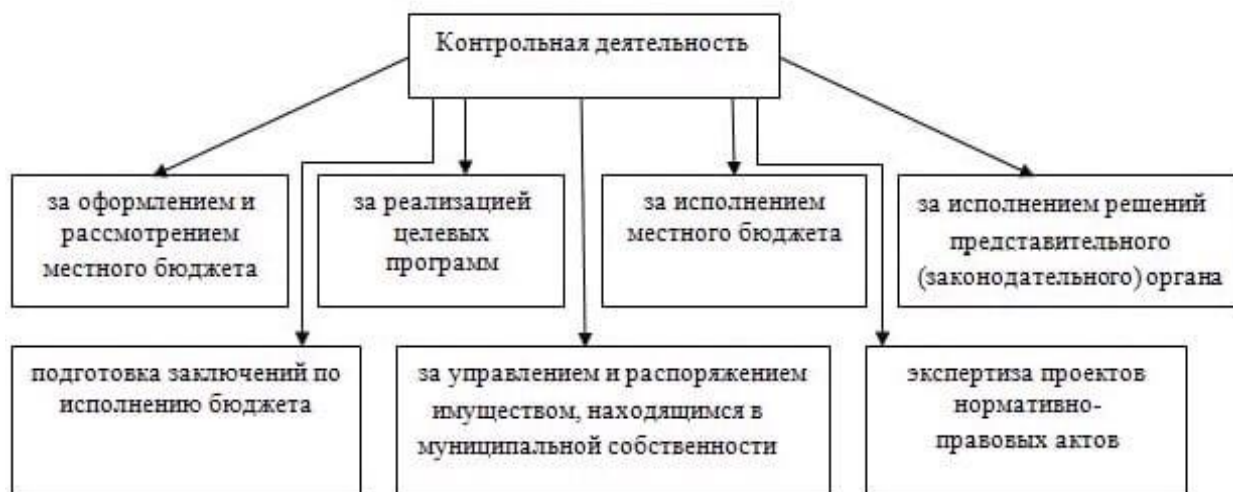 Контрольная деятельность
за оформлением и
рассмотрением
местного бюджета
за реализацией
целевых
программ
за исполнением
местного бюджета
за исполнением решений
представительного
(законодательного) органа
подготовка заключений по
исполнению бюджета
за управлением и распоряжением
имуществом, находящимся в
муниципальной собственности
экспертиза проектов
нормативно-
правовых актов